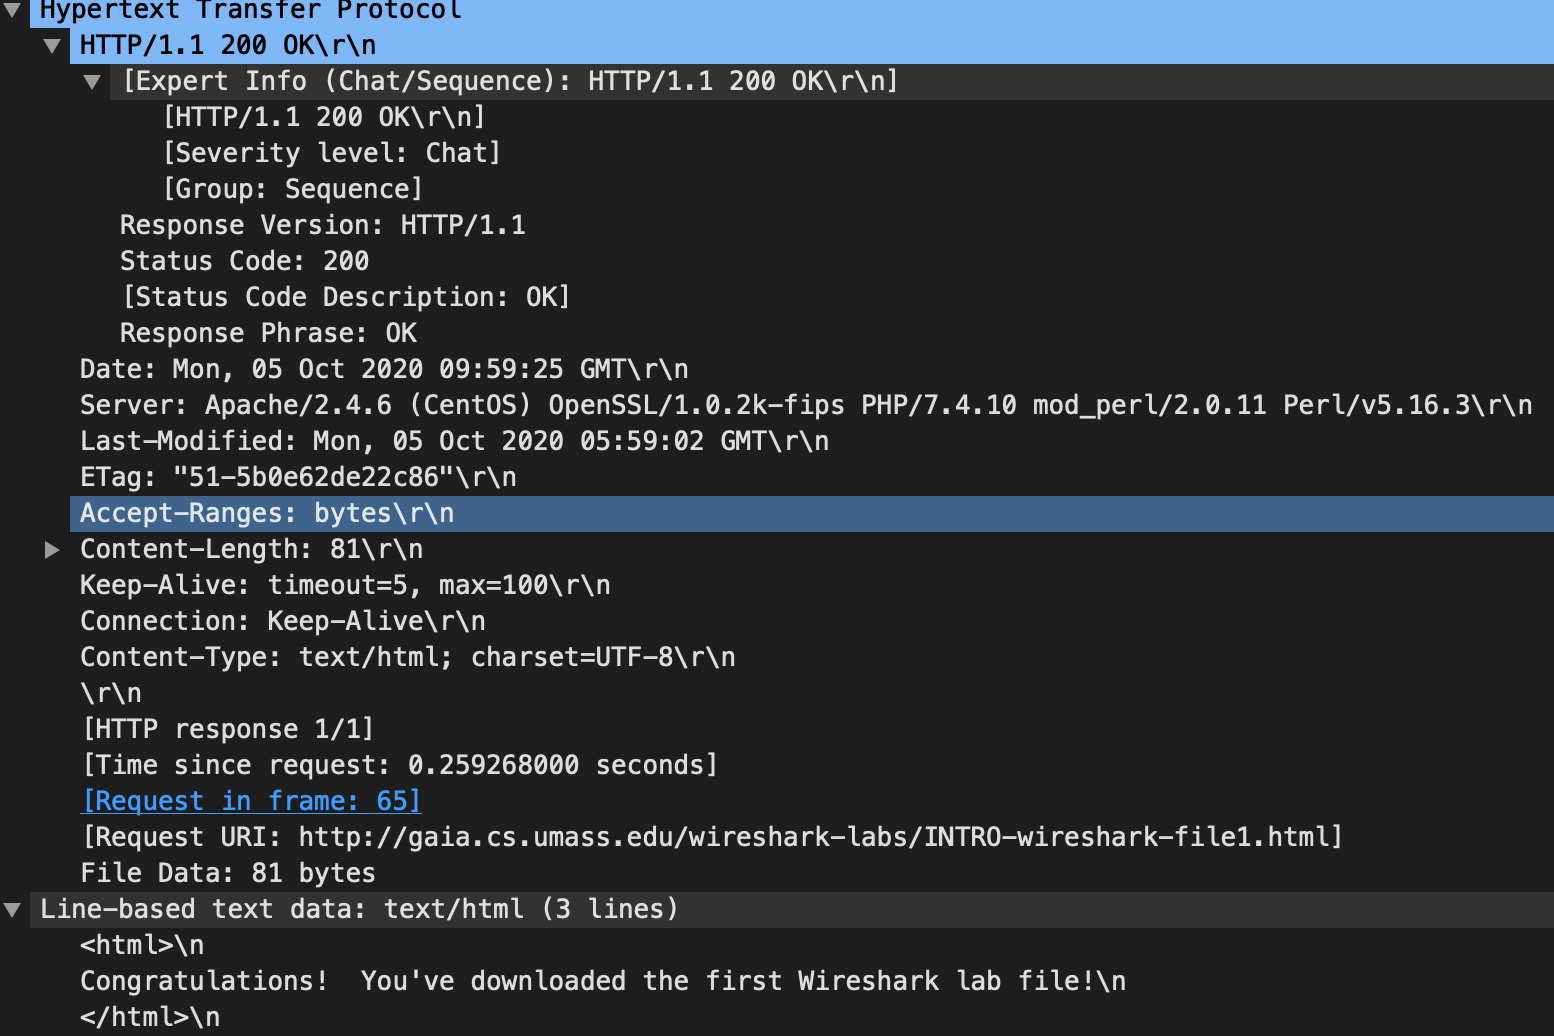 Hypertext Transfer Protocol
HTTP/1.1 200 OK\r\n
[Expert Info (Chat/Sequence): HTTP/1.1 200 OK\r\n]
[HTTP/1.1 200 OK\r\n]
[Severity level: Chat]
[Group: Sequence]
Response Version: HTTP/1.1
Status Code: 200
[Status Code Description: OK]
Response Phrase: OK
Date: Mon, 05 Oct 2020 09:59:25 GMT\r\n
Server: Apache/2.4.6 (CentOS) OpenSSL/1.0.2k-fips PHP/7.4.10 mod_perl/2.0.11 Perl/v5.16.3\r\n
Last-Modified: Mon, 05 Oct 2020 05:59:02 GMT\r\n
ETag: "51-5b0e62de22c86"\r\n
Accept-Ranges: bytes\r\n
Content-Length: 81\r\n
Keep-Alive: timeout=5, max=100\r\n
Connection: Keep-Alive\r\n
Content-Type: text/html; charset=UTF-8\r\n
\r\n
[HTTP response 1/1]
[Time since request: 0.259268000 seconds]
[Request in frame: 65]
[Request URI: http://gaia.cs.umass.edu/wireshark-labs/INTRO-wireshark-file1.html]
File Data: 81 bytes
Line-based text data: text/html (3 lines)
<html>\n
Congratulations!  You've downloaded the first Wireshark lab file!\n
</html>\n